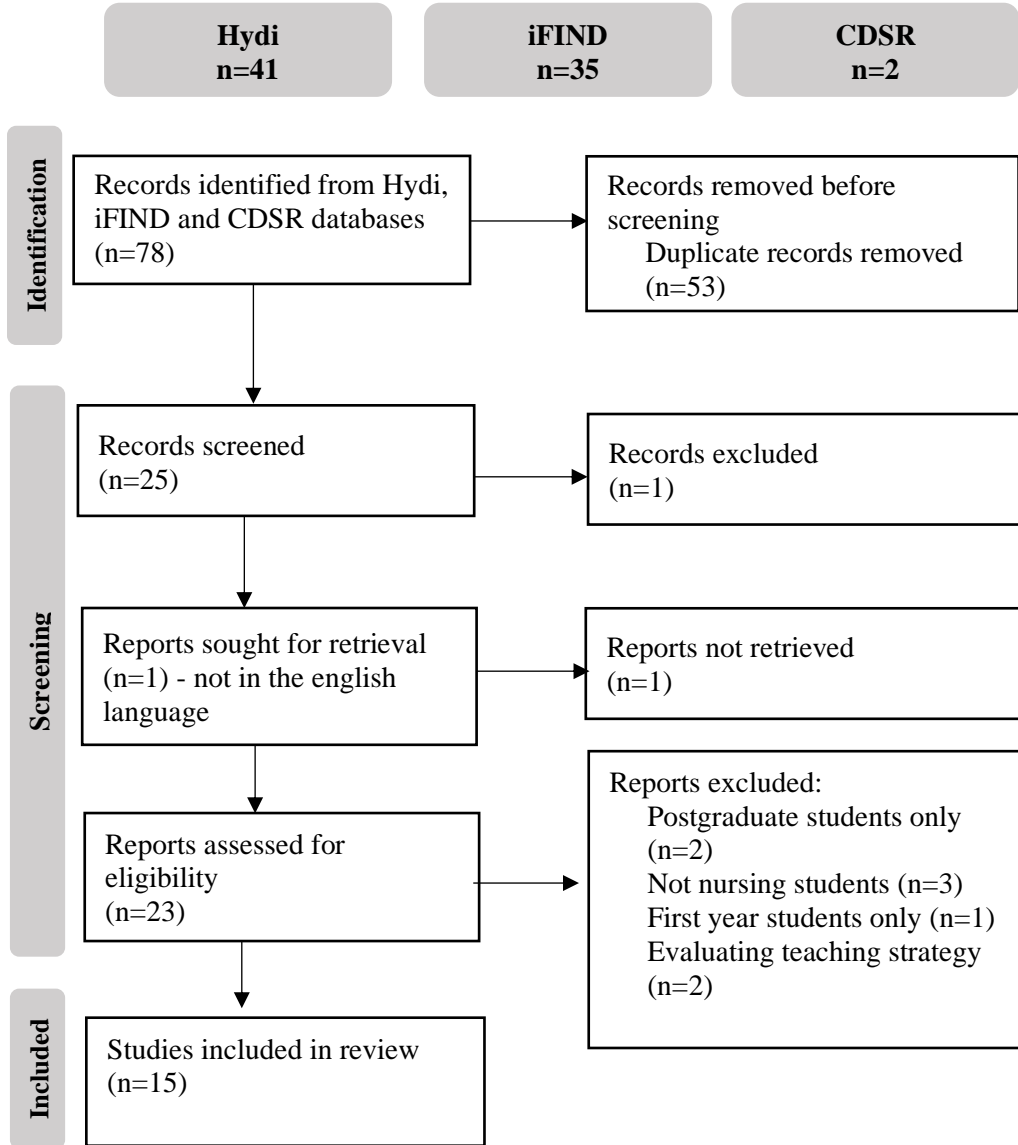 Hydi
n=41
iFIND
n=35
CDSR
n=2
Identification
Records identified from Hydi,
iFIND and CDSR databases
(n=78)
Records removed before
screening
Duplicate records removed
(n=53)
Screening
Records screened
(n=25)
Records excluded
(n=1)
Reports sought for retrieval
(n=1) - not in the english
language
Reports not retrieved
(n=1)
Reports assessed for
eligibility
(n=23)
Reports excluded:
Postgraduate students only
(n=2)
Not nursing students (n=3)
First year students only (n=1)
Evaluating teaching strategy
(n=2)
Included
Studies included in review
(n=15)